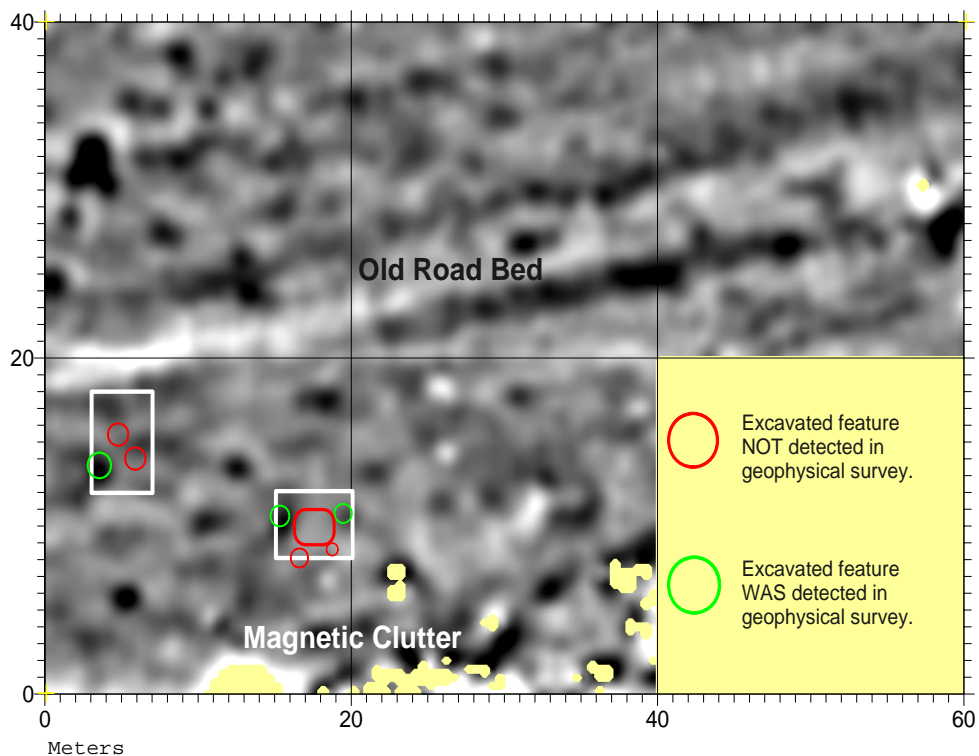 40
Old Road Bed
20
Excavated feature
NOT detected in
geophysical survey.
Excavated feature
WAS detected in
geophysical survey.
Magnetic Clutter
0
0
20
40
60
Meters